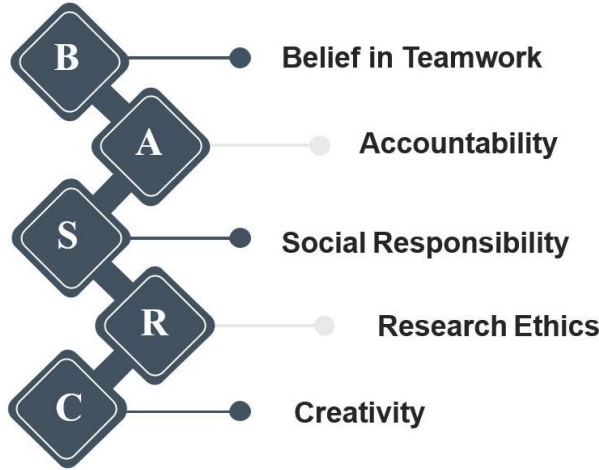 B Belief in Teamwork
A Accountability
S Social Responsibility
R Research Ethics
C Creativity